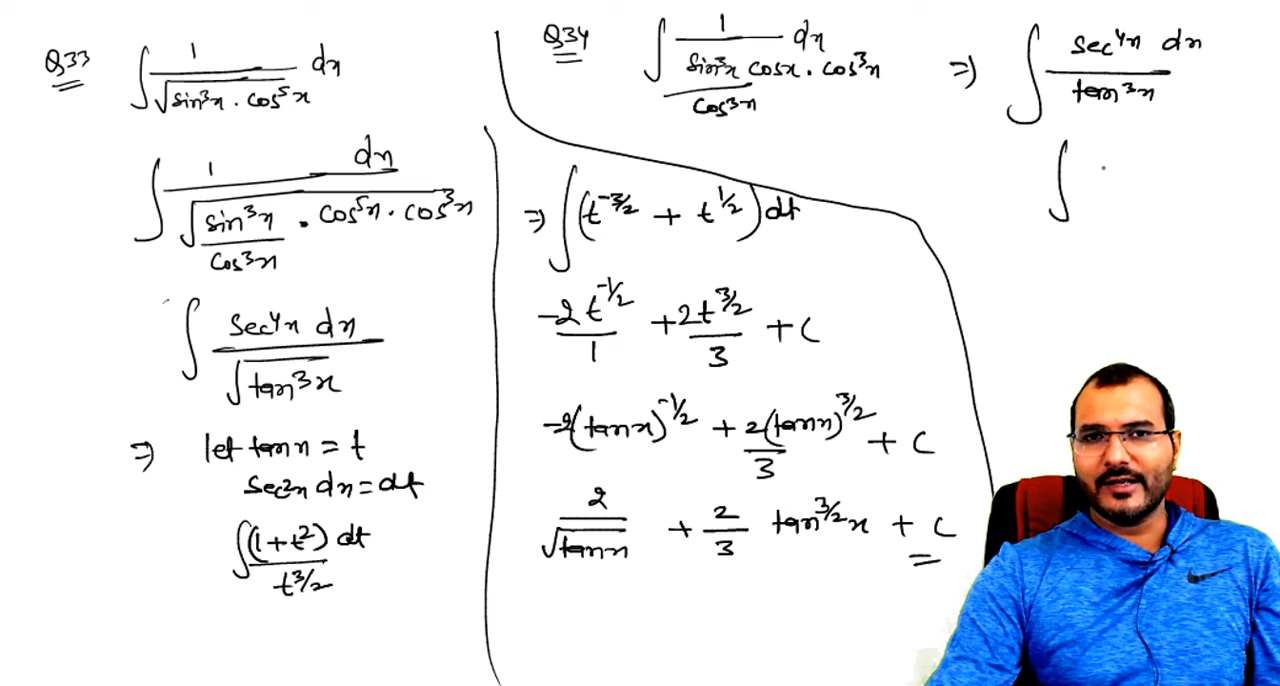 Q33 ∫ 1/√(sin³x . cos⁵x) dx
∫ 1 dx/√(sin³x/cos³x . cos⁵x . cos³x)
∫ sec⁴x dx/√(tan³x)
⇒ let tanx = t
sec²x dx = dt
∫ (1+t²) dt/t^3/2
⇒ ∫ (t^-3/2 + t^1/2) dt
-2t^-1/2/1 + 2t^3/2/3 + c
-2(tanx)^-1/2 + 2(tanx)^3/2/3 + c
2/√tanx + 2/3 tan^3/2 x + c
Q34 ∫ 1/(sin³x/cos³x cosx . cos³x) dx ⇒ ∫ sec⁴x dx/tan³x
∫